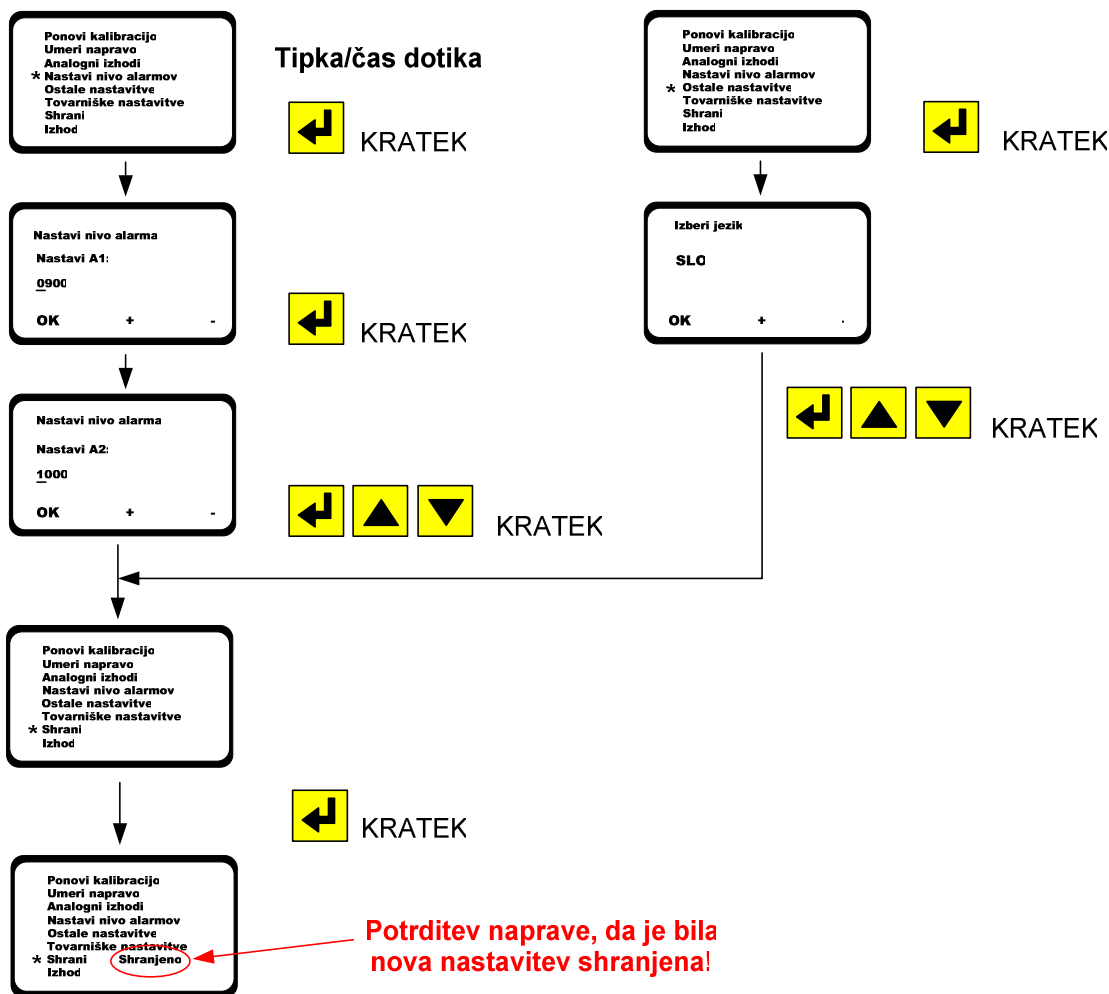 Ponovi kalibracijo
Umeri napravo
Analogni izhodi
* Nastavi nivo alarmov
Ostale nastavitve
Tovarniške nastavitve
Shrani
Izhod
Tipka/čas dotika
KRATEK
Nastavi nivo alarma
Nastavi A1:
0900
OK + -
KRATEK
Nastavi nivo alarma
Nastavi A2:
1000
OK + -
KRATEK
Ponovi kalibracijo
Umeri napravo
Analogni izhodi
Nastavi nivo alarmov
* Ostale nastavitve
Tovarniške nastavitve
Shrani
Izhod
KRATEK
Izberi jezik
SLO
OK + -
KRATEK
Ponovi kalibracijo
Umeri napravo
Analogni izhodi
Nastavi nivo alarmov
Ostale nastavitve
Tovarniške nastavitve
* Shrani
Izhod
KRATEK
Ponovi kalibracijo
Umeri napravo
Analogni izhodi
Nastavi nivo alarmov
Ostale nastavitve
Tovarniške nastavitve
* Shrani Shranjeno
Izhod
Potrditev naprave, da je bila
nova nastavitev shranjena!